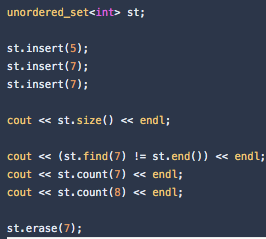 unordered_set<int> st;
st.insert(5);
st.insert(7);
st.insert(7);
cout << st.size() << endl;
cout << (st.find(7) != st.end()) << endl;
cout << st.count(7) << endl;
cout << st.count(8) << endl;
st.erase(7);